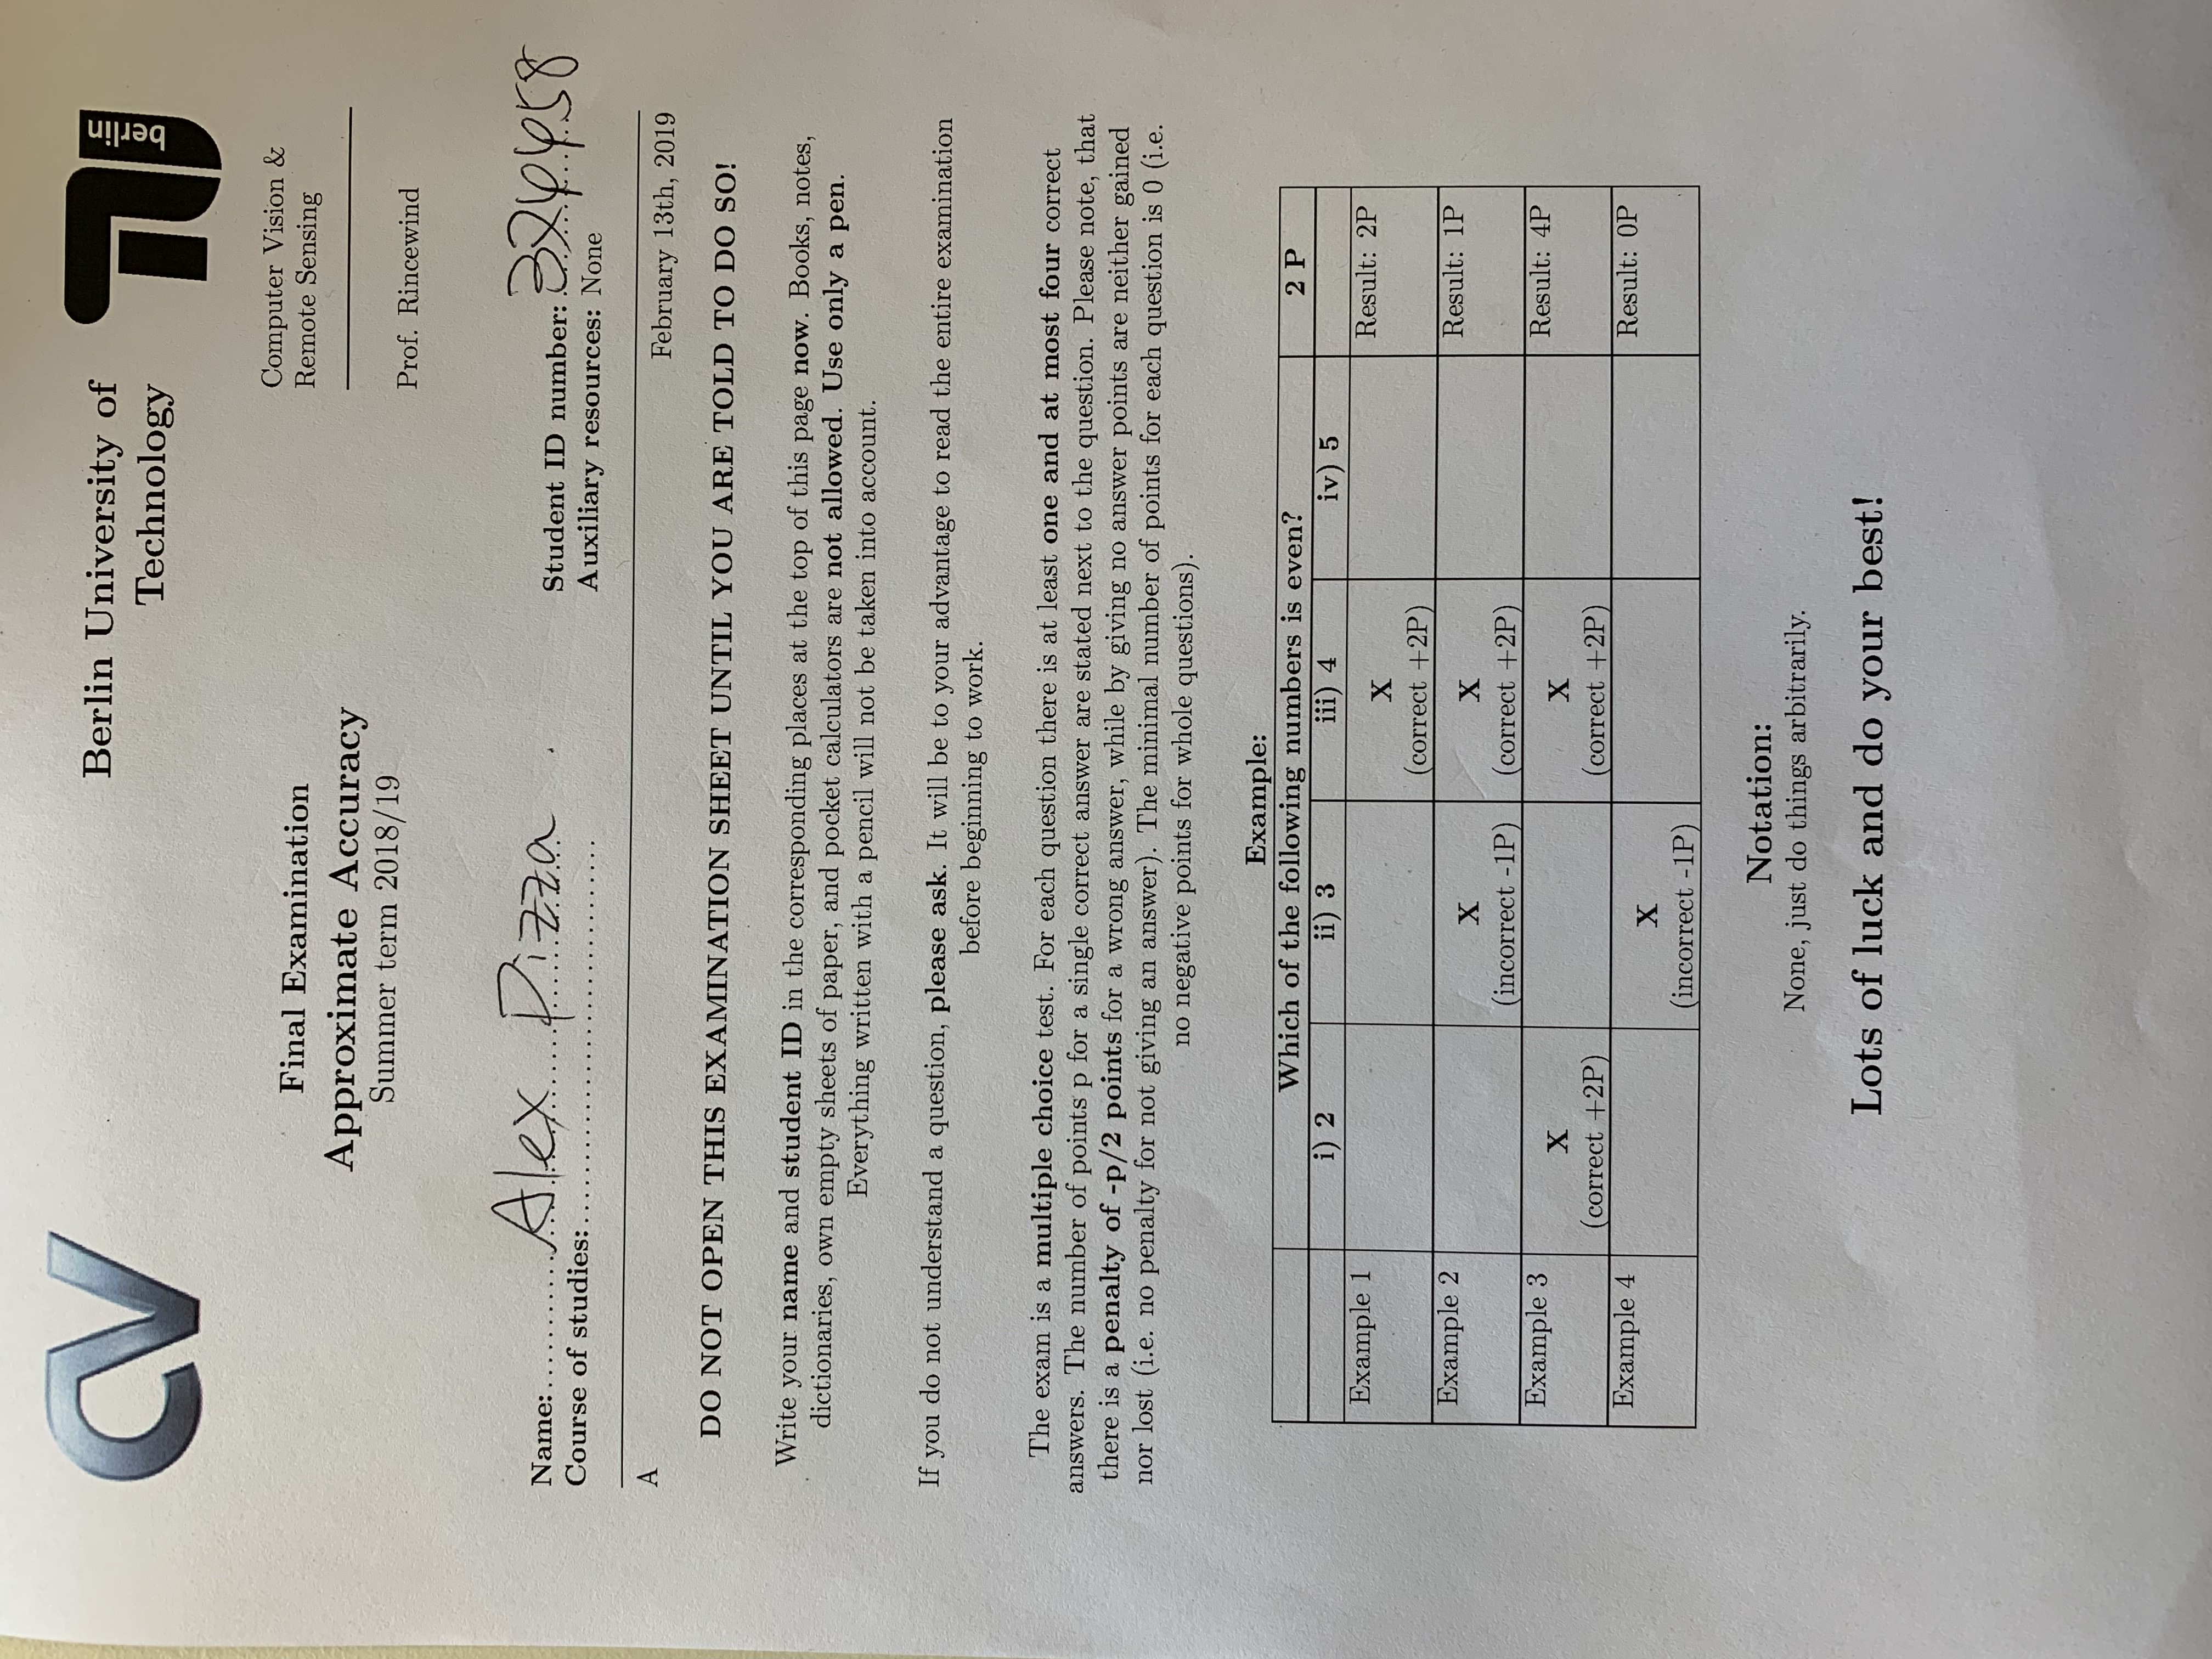 CV
Berlin University of
Technology
berlin
Computer Vision &
Remote Sensing
Final Examination
Approximate Accuracy
Summer term 2018/19
Prof. Rincewind
Name:.......... Alex Pizza
Student ID number: 324458
Course of studies:................................
Auxiliary resources: None
A
February 13th, 2019
DO NOT OPEN THIS EXAMINATION SHEET UNTIL YOU ARE TOLD TO DO SO!
Write your name and student ID in the corresponding places at the top of this page now. Books, notes,
dictionaries, own empty sheets of paper, and pocket calculators are not allowed. Use only a pen.
Everything written with a pencil will not be taken into account.
If you do not understand a question, please ask. It will be to your advantage to read the entire examination
before beginning to work.
The exam is a multiple choice test. For each question there is at least one and at most four correct
answers. The number of points p for a single correct answer are stated next to the question. Please note, that
there is a penalty of -p/2 points for a wrong answer, while by giving no answer points are neither gained
nor lost (i.e. no penalty for not giving an answer). The minimal number of points for each question is 0 (i.e.
no negative points for whole questions).
Example:
Which of the following numbers is even? 2 P
i) 2 ii) 3 iii) 4 iv) 5
Example 1 X Result: 2P
(correct +2P)
Example 2 X X Result: 1P
(incorrect -1P) (correct +2P)
Example 3 X X Result: 4P
(correct +2P) (correct +2P)
Example 4 X Result: 0P
(incorrect -1P)
Notation:
None, just do things arbitrarily.
Lots of luck and do your best!